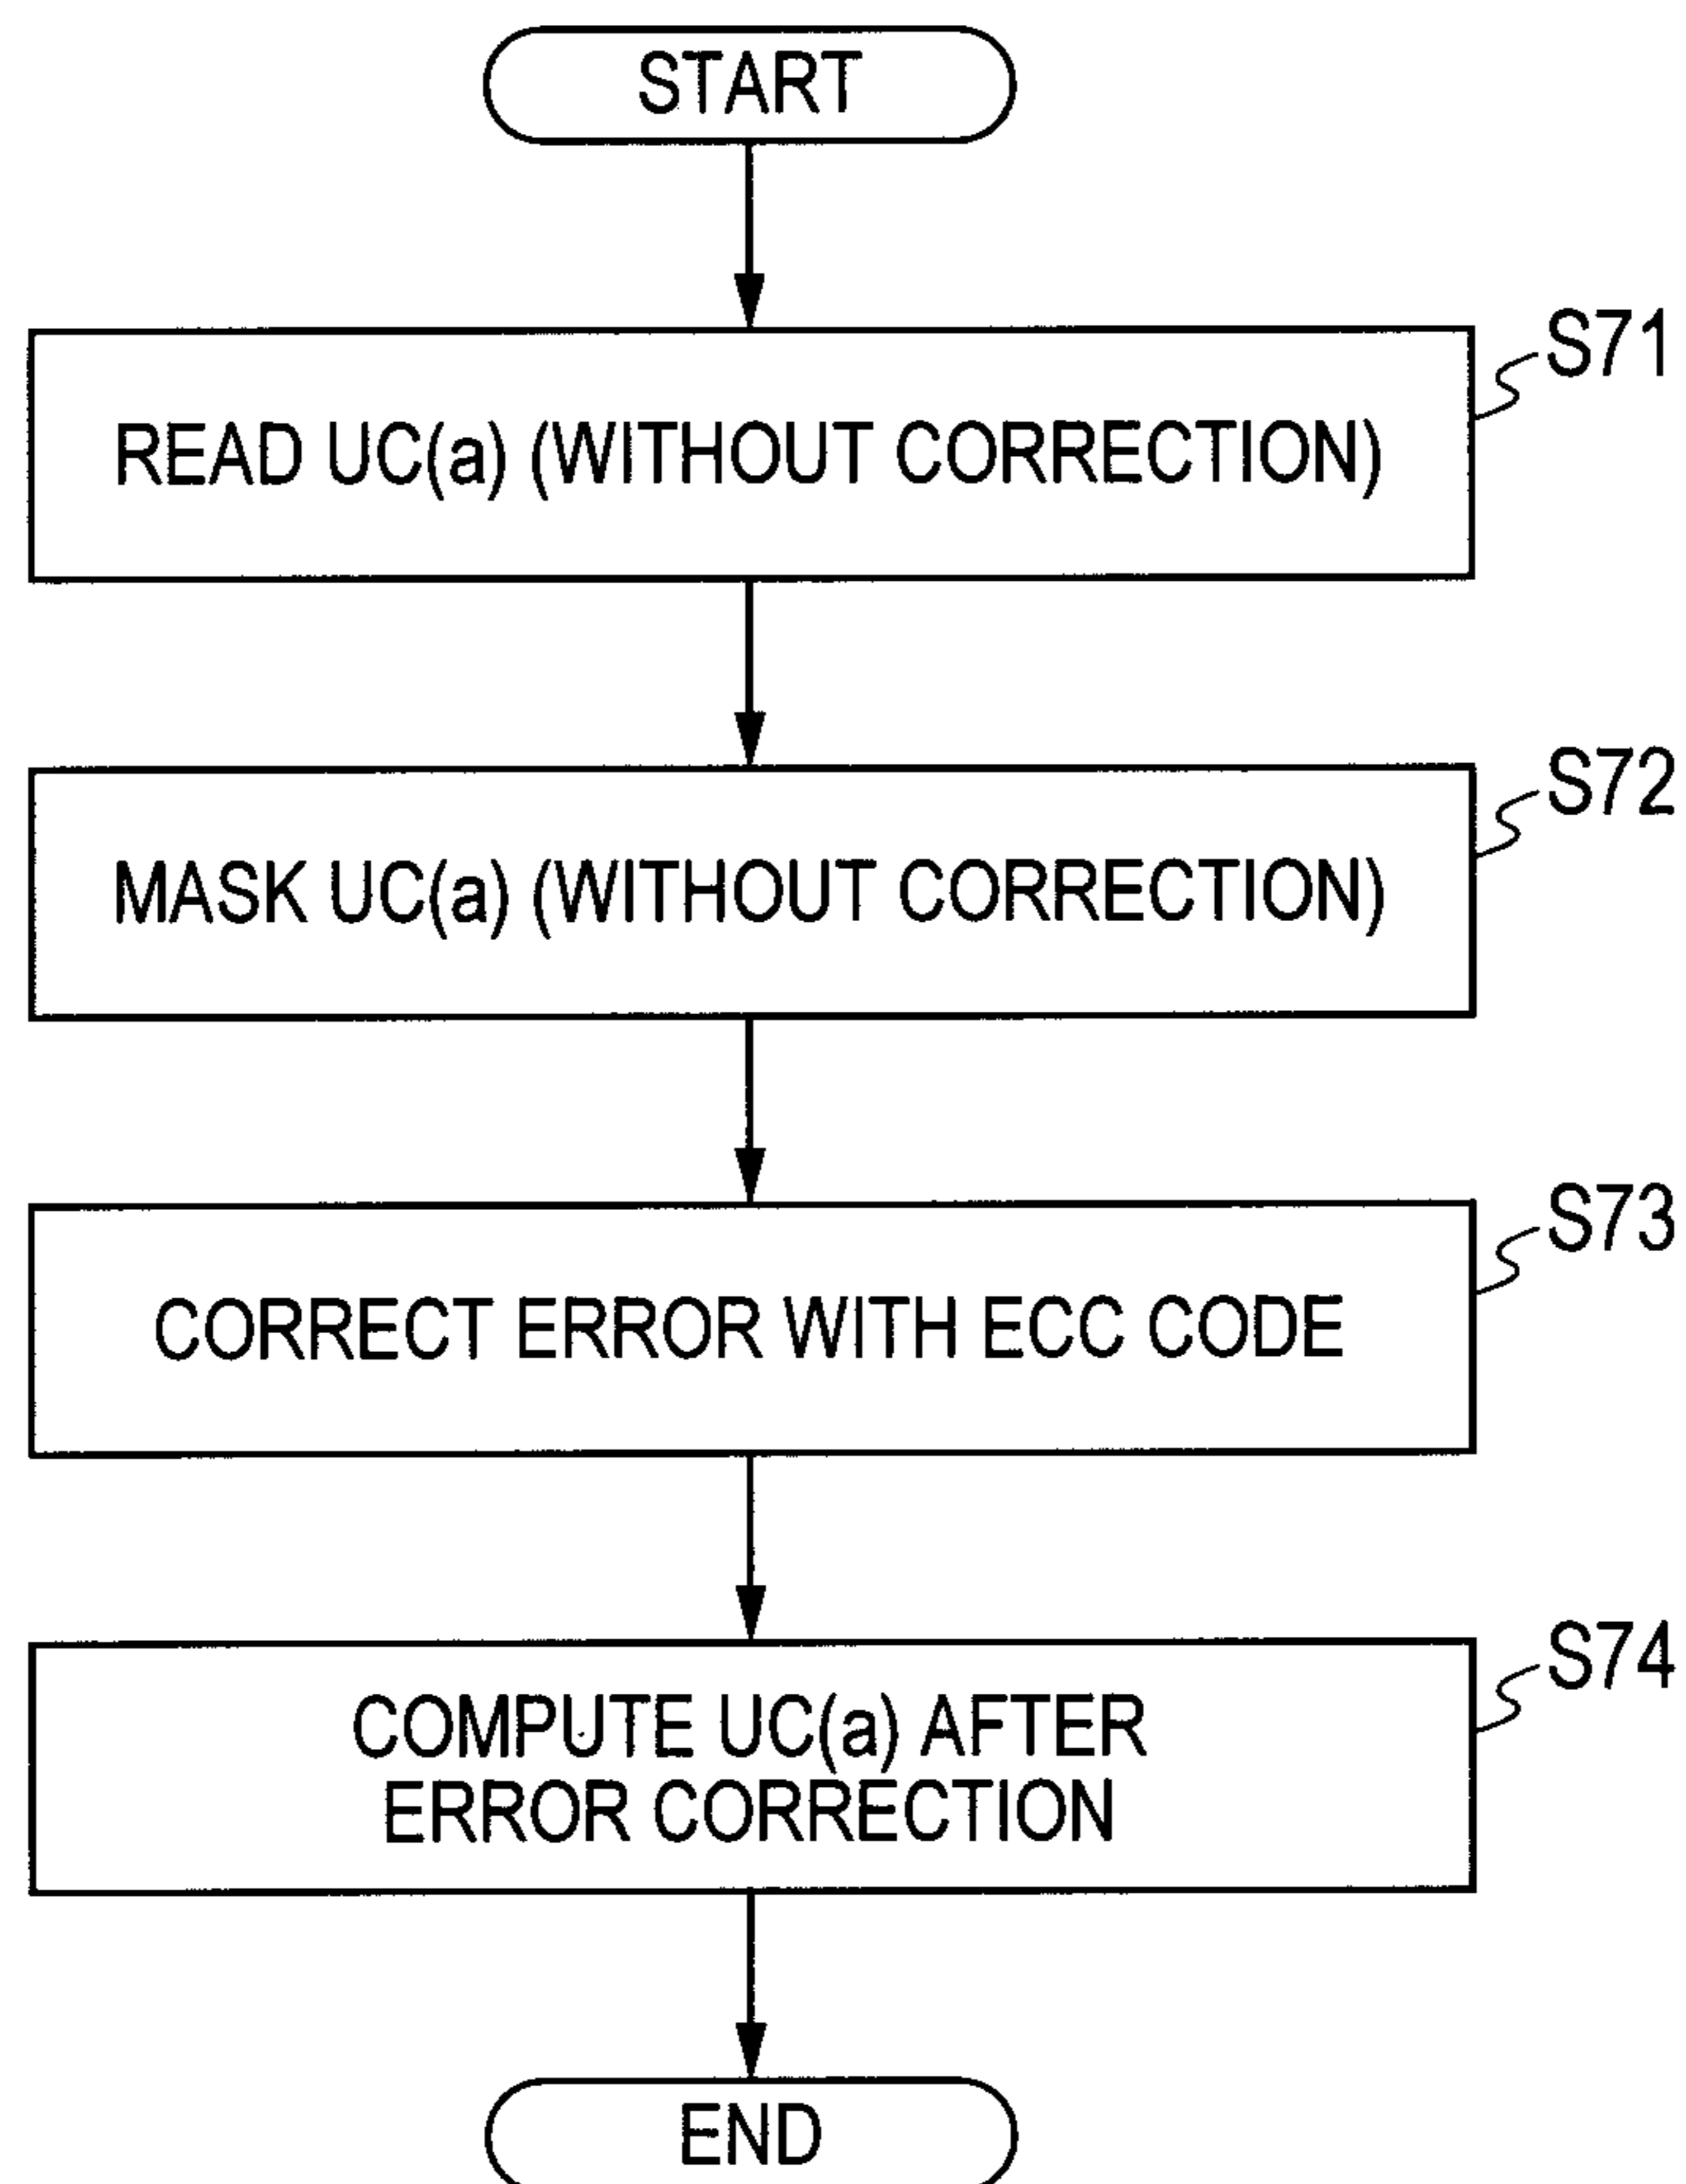 START
S71
READ UC(a) (WITHOUT CORRECTION)
S72
MASK UC(a) (WITHOUT CORRECTION)
S73
CORRECT ERROR WITH ECC CODE
S74
COMPUTE UC(a) AFTER
ERROR CORRECTION
END